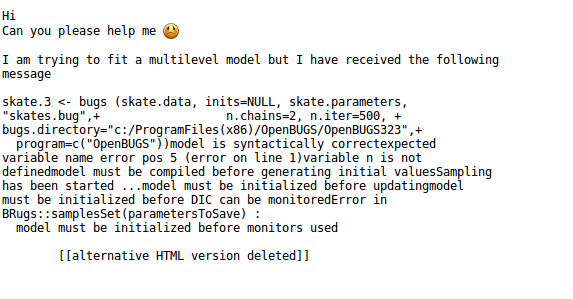 Hi
Can you please help me
I am trying to fit a multilevel model but I have received the following
message
skate.3 <- bugs (skate.data, inits=NULL, skate.parameters,
"skates.bug",+                  n.chains=2, n.iter=500, +
bugs.directory="c:/ProgramFiles(x86)/OpenBUGS/OpenBUGS323",+
  program=c("OpenBUGS"))model is syntactically correctexpected
variable name error pos 5 (error on line 1)variable n is not
definedmodel must be compiled before generating initial valuesSampling
has been started ...model must be initialized before updatingmodel
must be initialized before DIC can be monitoredError in
BRugs::samplesSet(parametersToSave) :
  model must be initialized before monitors used
        [[alternative HTML version deleted]]